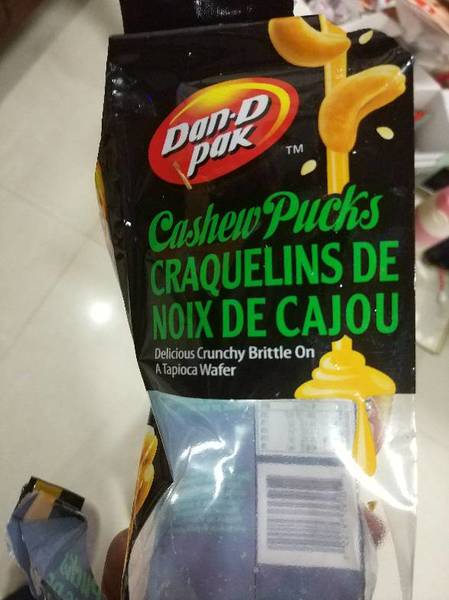 Dan-D
pak
TM
Cashew Pucks
CRAQUELINS DE
NOIX DE CAJOU
Delicious Crunchy Brittle On
A Tapioca Wafer